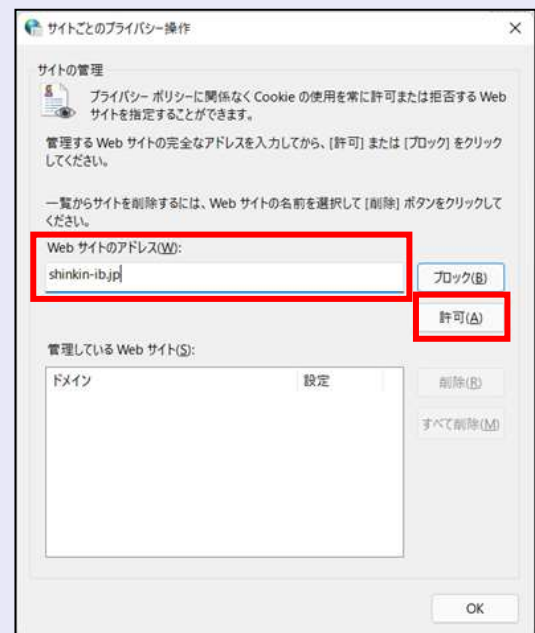 サイトごとのプライバシー操作
サイトの管理
プライバシー ポリシーに関係なく Cookie の使用を常に許可または拒否する Web
サイトを指定することができます。
管理する Web サイトの完全なアドレスを入力してから、[許可] または [ブロック] をクリック
してください。
一覧からサイトを削除するには、Web サイトの名前を選択して [削除] ボタンをクリックして
ください。
Web サイトのアドレス(W):
shinkin-ib.jp
ブロック(B)
許可(A)
管理している Web サイト(S):
ドメイン 設定
削除(R)
すべて削除(M)
OK